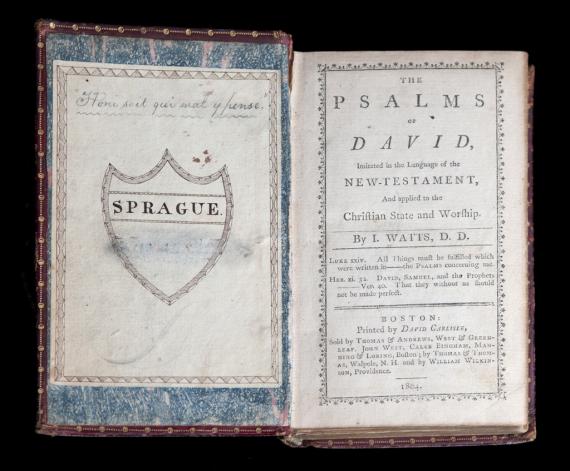 "Honi soit qui mal y pense."
SPRAGUE.
THE
PSALMS
OF
DAVID,
Imitated in the Language of the
NEW-TESTAMENT,
And applied to the
Chriſtian State and Worſhip.
By I. WATTS, D. D.
LUKE xxiv. All Things muſt be fulfilled which
were written in——the PSALMS concerning me.
HEB. xi. 32. DAVID, SAMUEL, and the Prophets
——Ver. 40. That they without us ſhould
not be made perfect.
BOSTON:
Printed by DAVID CARLISLE,
Sold by THOMAS & ANDREWS, WEST & GREEN-
LEAF, JOHN WEST, CALEB BINGHAM, MAN-
NING & LORING, Boſton; by THOMAS & THOM-
AS, Walpole, N. H. and by WILLIAM WILKIN-
SON, Providence.
1804.